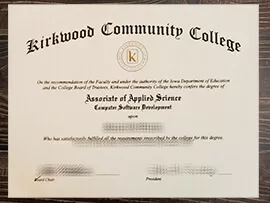 Kirkwood Community College
K
On the recommendation of the Faculty and under the authority of the Iowa Department of Education
and the College Board of Trustees, Kirkwood Community College hereby confers the degree of
Associate of Applied Science
Computer Software Development
upon
Who has satisfactorily fulfilled all the requirements prescribed by the college for this degree.
Board Chair
President